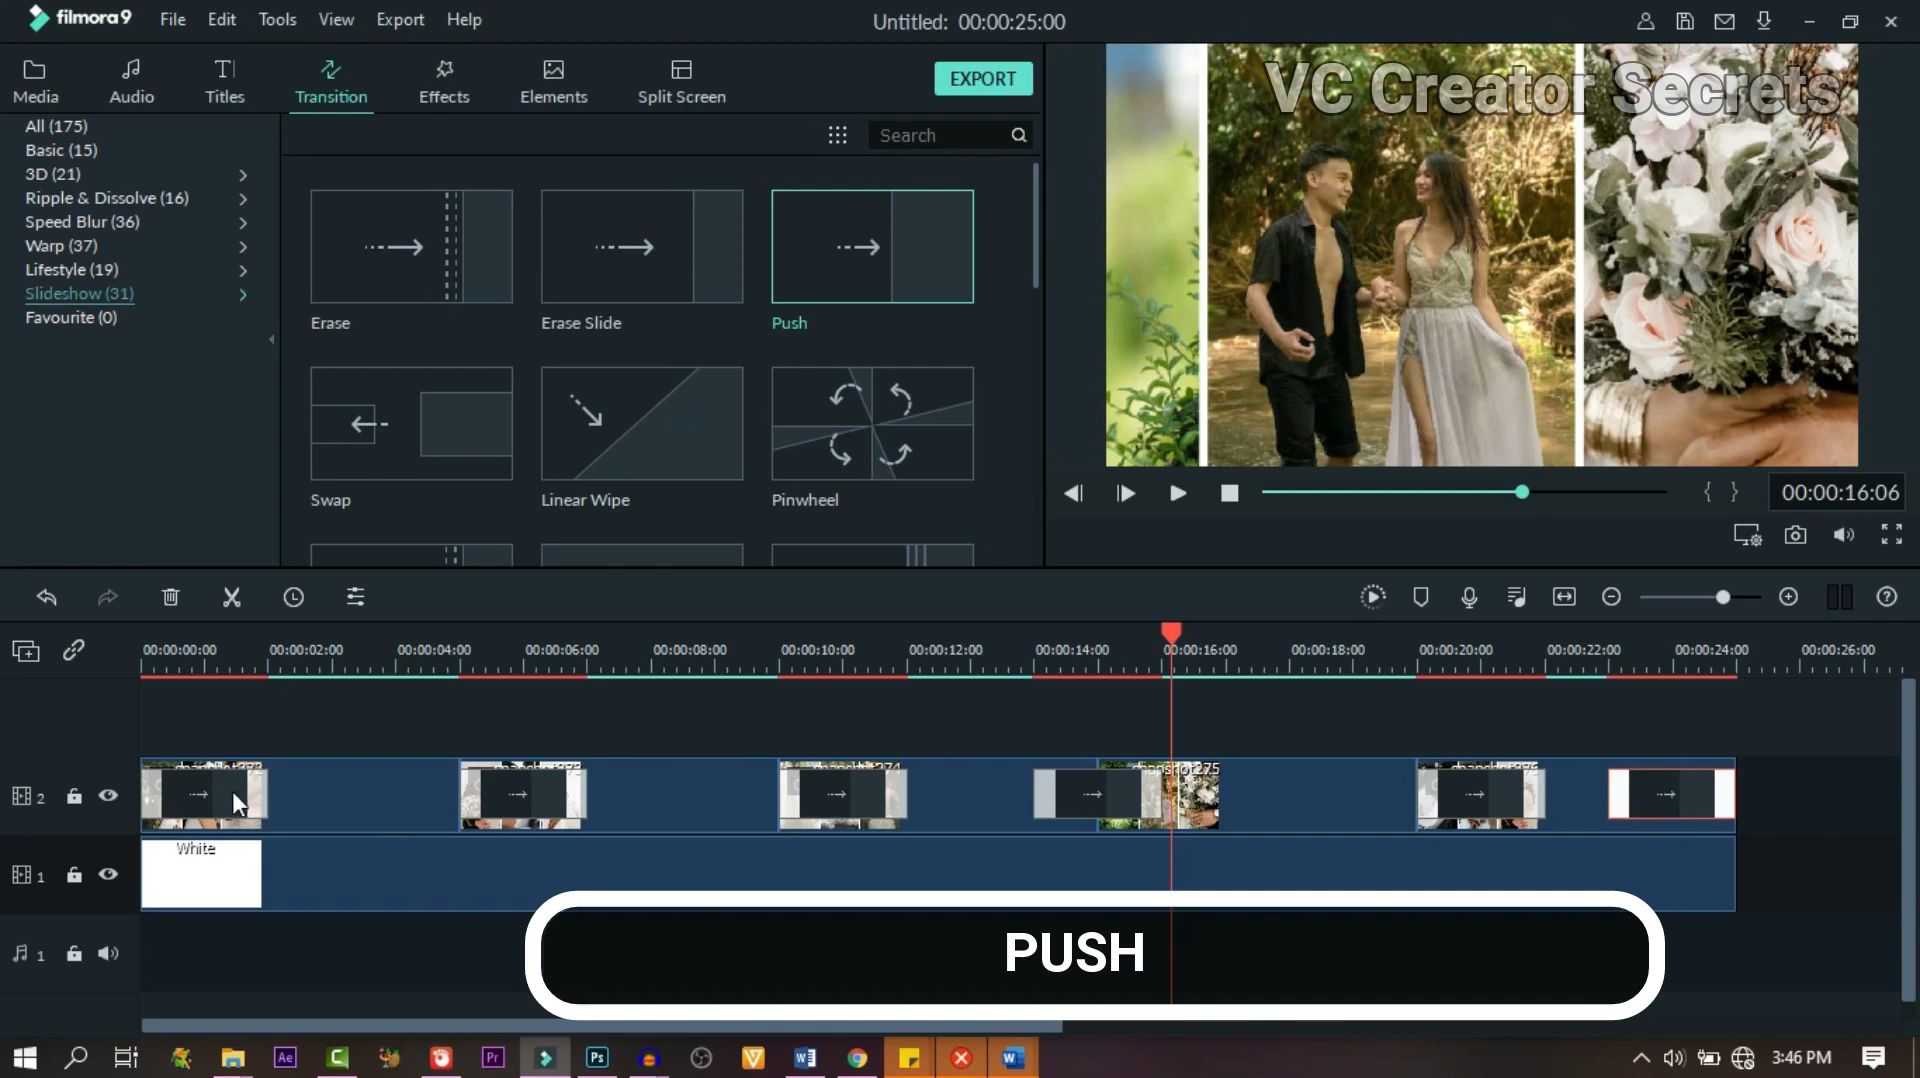 filmora9
File
Edit
Tools
View
Export
Help
Untitled: 00:00:25:00
Media
Audio
Titles
Transition
Effects
Elements
Split Screen
EXPORT
All (175)
Basic (15)
3D (21)
Ripple & Dissolve (16)
Speed Blur (36)
Warp (37)
Lifestyle (19)
Slideshow (31)
Favourite (0)
Search
Erase
Erase Slide
Push
Swap
Linear Wipe
Pinwheel
VC Creator Secrets
00:00:16:06
00:00:00:00
00:00:02:00
00:00:04:00
00:00:06:00
00:00:08:00
00:00:10:00
00:00:12:00
00:00:14:00
00:00:16:00
00:00:18:00
00:00:20:00
00:00:22:00
00:00:24:00
00:00:26:00
2
1
White
1
PUSH
Ae
Pr
Ps
3:46 PM